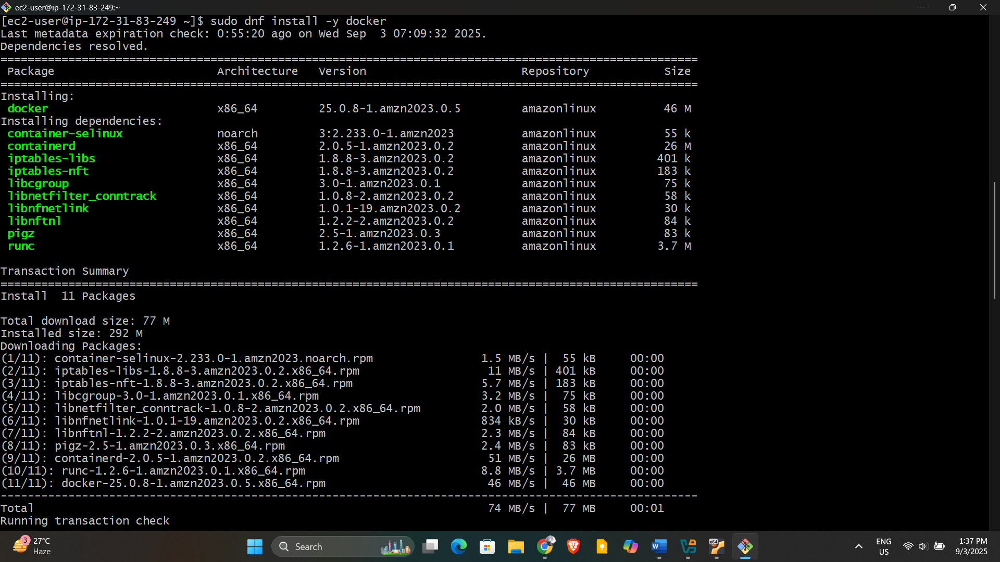 ec2-user@ip-172-31-83-249:~
[ec2-user@ip-172-31-83-249 ~]$ sudo dnf install -y docker
Last metadata expiration check: 0:55:20 ago on Wed Sep  3 07:09:32 2025.
Dependencies resolved.
================================================================================
Package Architecture Version Repository Size
================================================================================
Installing:
docker x86_64 25.0.8-1.amzn2023.0.5 amazonlinux 46 M
Installing dependencies:
container-selinux noarch 3:2.233.0-1.amzn2023 amazonlinux 55 k
containerd x86_64 2.0.5-1.amzn2023.0.2 amazonlinux 26 M
iptables-libs x86_64 1.8.8-3.amzn2023.0.2 amazonlinux 401 k
iptables-nft x86_64 1.8.8-3.amzn2023.0.2 amazonlinux 183 k
libcgroup x86_64 3.0-1.amzn2023.0.1 amazonlinux 75 k
libnetfilter_conntrack x86_64 1.0.8-2.amzn2023.0.2 amazonlinux 58 k
libnfnetlink x86_64 1.0.1-19.amzn2023.0.2 amazonlinux 30 k
libnftnl x86_64 1.2.2-2.amzn2023.0.2 amazonlinux 84 k
pigz x86_64 2.5-1.amzn2023.0.3 amazonlinux 83 k
runc x86_64 1.2.6-1.amzn2023.0.1 amazonlinux 3.7 M
Transaction Summary
================================================================================
Install  11 Packages
Total download size: 77 M
Installed size: 292 M
Downloading Packages:
(1/11): container-selinux-2.233.0-1.amzn2023.noarch.rpm 1.5 MB/s | 55 kB 00:00
(2/11): iptables-libs-1.8.8-3.amzn2023.0.2.x86_64.rpm 11 MB/s | 401 kB 00:00
(3/11): iptables-nft-1.8.8-3.amzn2023.0.2.x86_64.rpm 5.7 MB/s | 183 kB 00:00
(4/11): libcgroup-3.0-1.amzn2023.0.1.x86_64.rpm 3.2 MB/s | 75 kB 00:00
(5/11): libnetfilter_conntrack-1.0.8-2.amzn2023.0.2.x86_64.rpm 2.0 MB/s | 58 kB 00:00
(6/11): libnfnetlink-1.0.1-19.amzn2023.0.2.x86_64.rpm 834 kB/s | 30 kB 00:00
(7/11): libnftnl-1.2.2-2.amzn2023.0.2.x86_64.rpm 2.3 MB/s | 84 kB 00:00
(8/11): pigz-2.5-1.amzn2023.0.3.x86_64.rpm 2.4 MB/s | 83 kB 00:00
(9/11): containerd-2.0.5-1.amzn2023.0.2.x86_64.rpm 51 MB/s | 26 MB 00:00
(10/11): runc-1.2.6-1.amzn2023.0.1.x86_64.rpm 8.8 MB/s | 3.7 MB 00:00
(11/11): docker-25.0.8-1.amzn2023.0.5.x86_64.rpm 46 MB/s | 46 MB 00:00
--------------------------------------------------------------------------------
Total 74 MB/s | 77 MB 00:01
Running transaction check
3
27°C
Haze
Search
W
x64
ENG
US
1:37 PM
9/3/2025